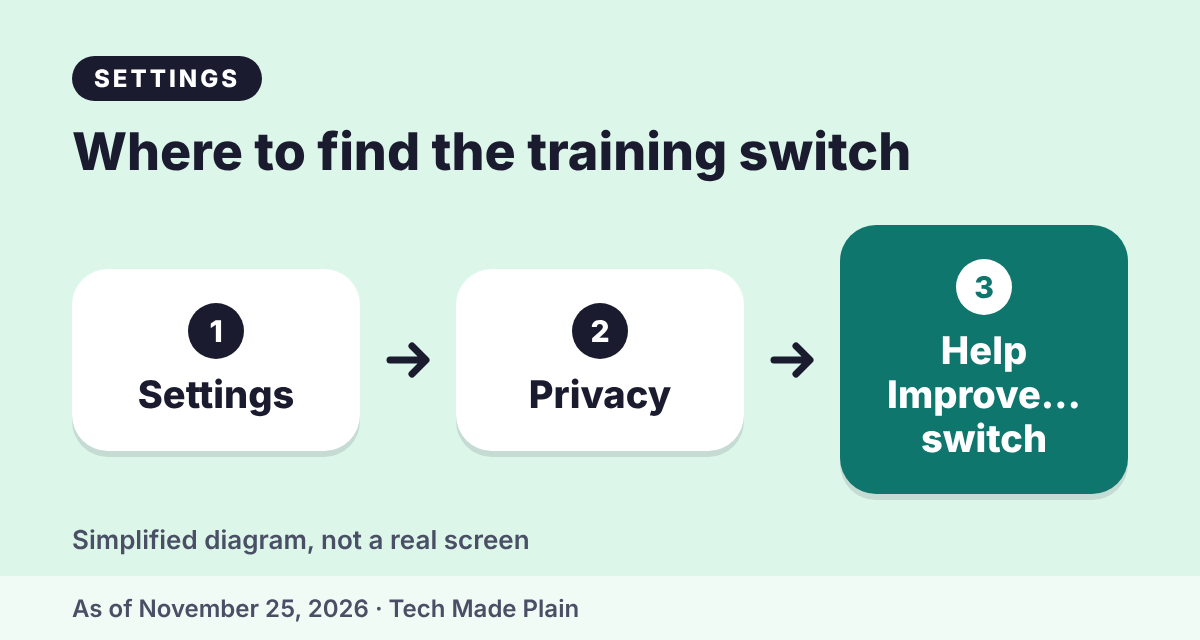 SETTINGS
Where to find the training switch
1
Settings
2
Privacy
3
Help
Improve...
switch
Simplified diagram, not a real screen
As of November 25, 2026 · Tech Made Plain